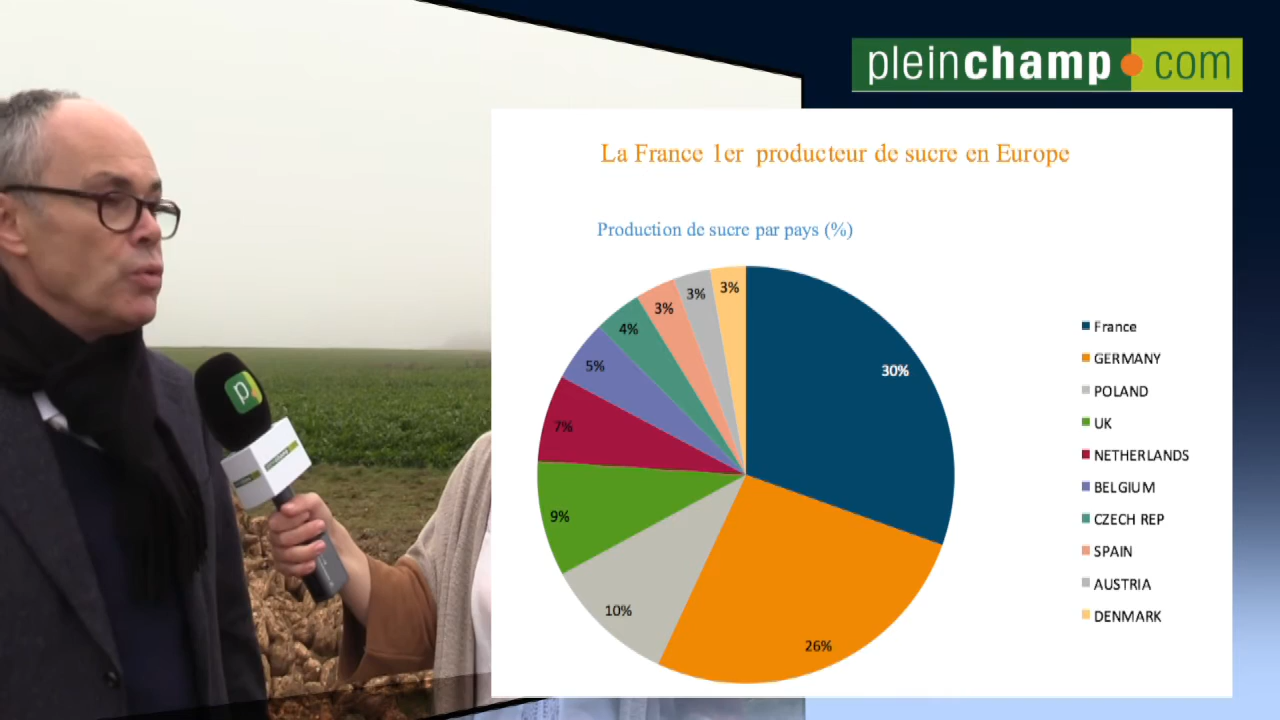 pleinchamp.com
La France 1er producteur de sucre en Europe
Production de sucre par pays (%)
3%
3%
3%
4%
5%
7%
9%
10%
26%
30%
France
GERMANY
POLAND
UK
NETHERLANDS
BELGIUM
CZECH REP
SPAIN
AUSTRIA
DENMARK
p